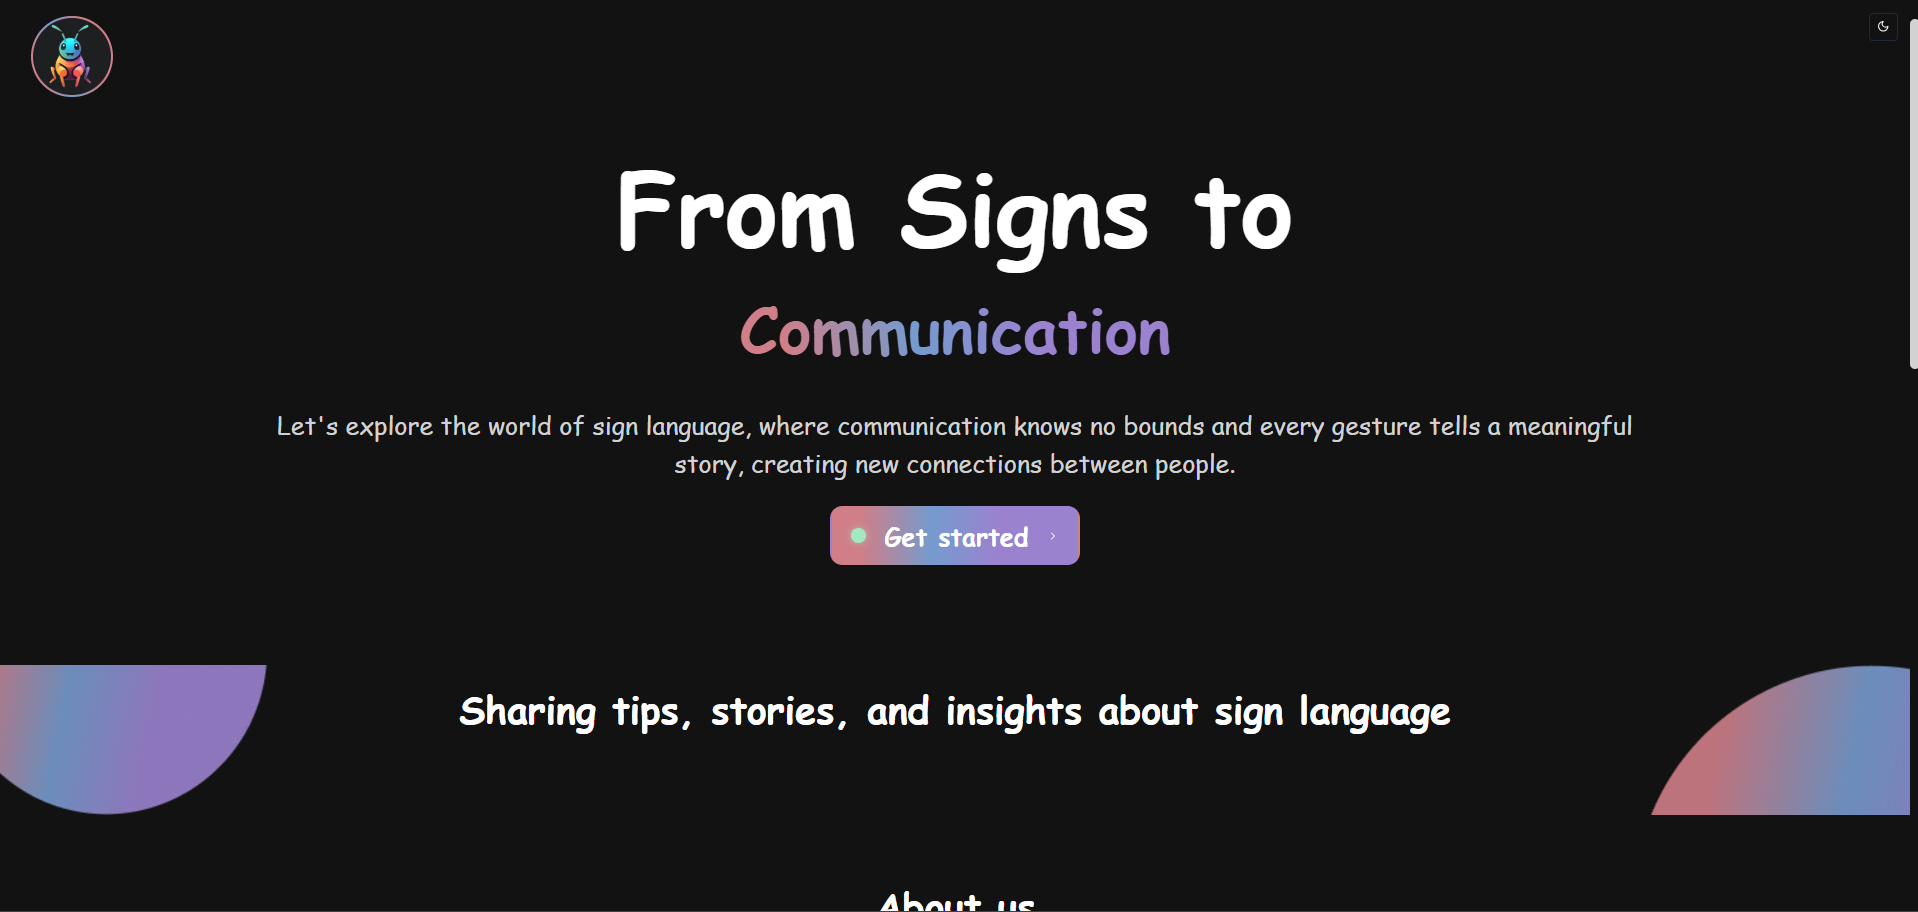 From Signs to
Communication
Let's explore the world of sign language, where communication knows no bounds and every gesture tells a meaningful
story, creating new connections between people.
Get started
Sharing tips, stories, and insights about sign language
About us